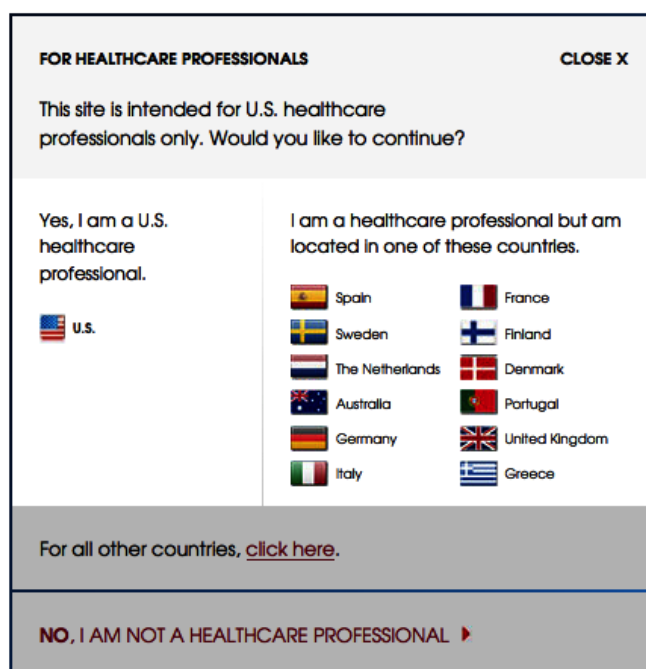 FOR HEALTHCARE PROFESSIONALS
CLOSE X
This site is intended for U.S. healthcare
professionals only. Would you like to continue?
Yes, I am a U.S.
healthcare
professional.
U.S.
I am a healthcare professional but am
located in one of these countries.
Spain
France
Sweden
Finland
The Netherlands
Denmark
Australia
Portugal
Germany
United Kingdom
Italy
Greece
For all other countries, click here.
NO, I AM NOT A HEALTHCARE PROFESSIONAL